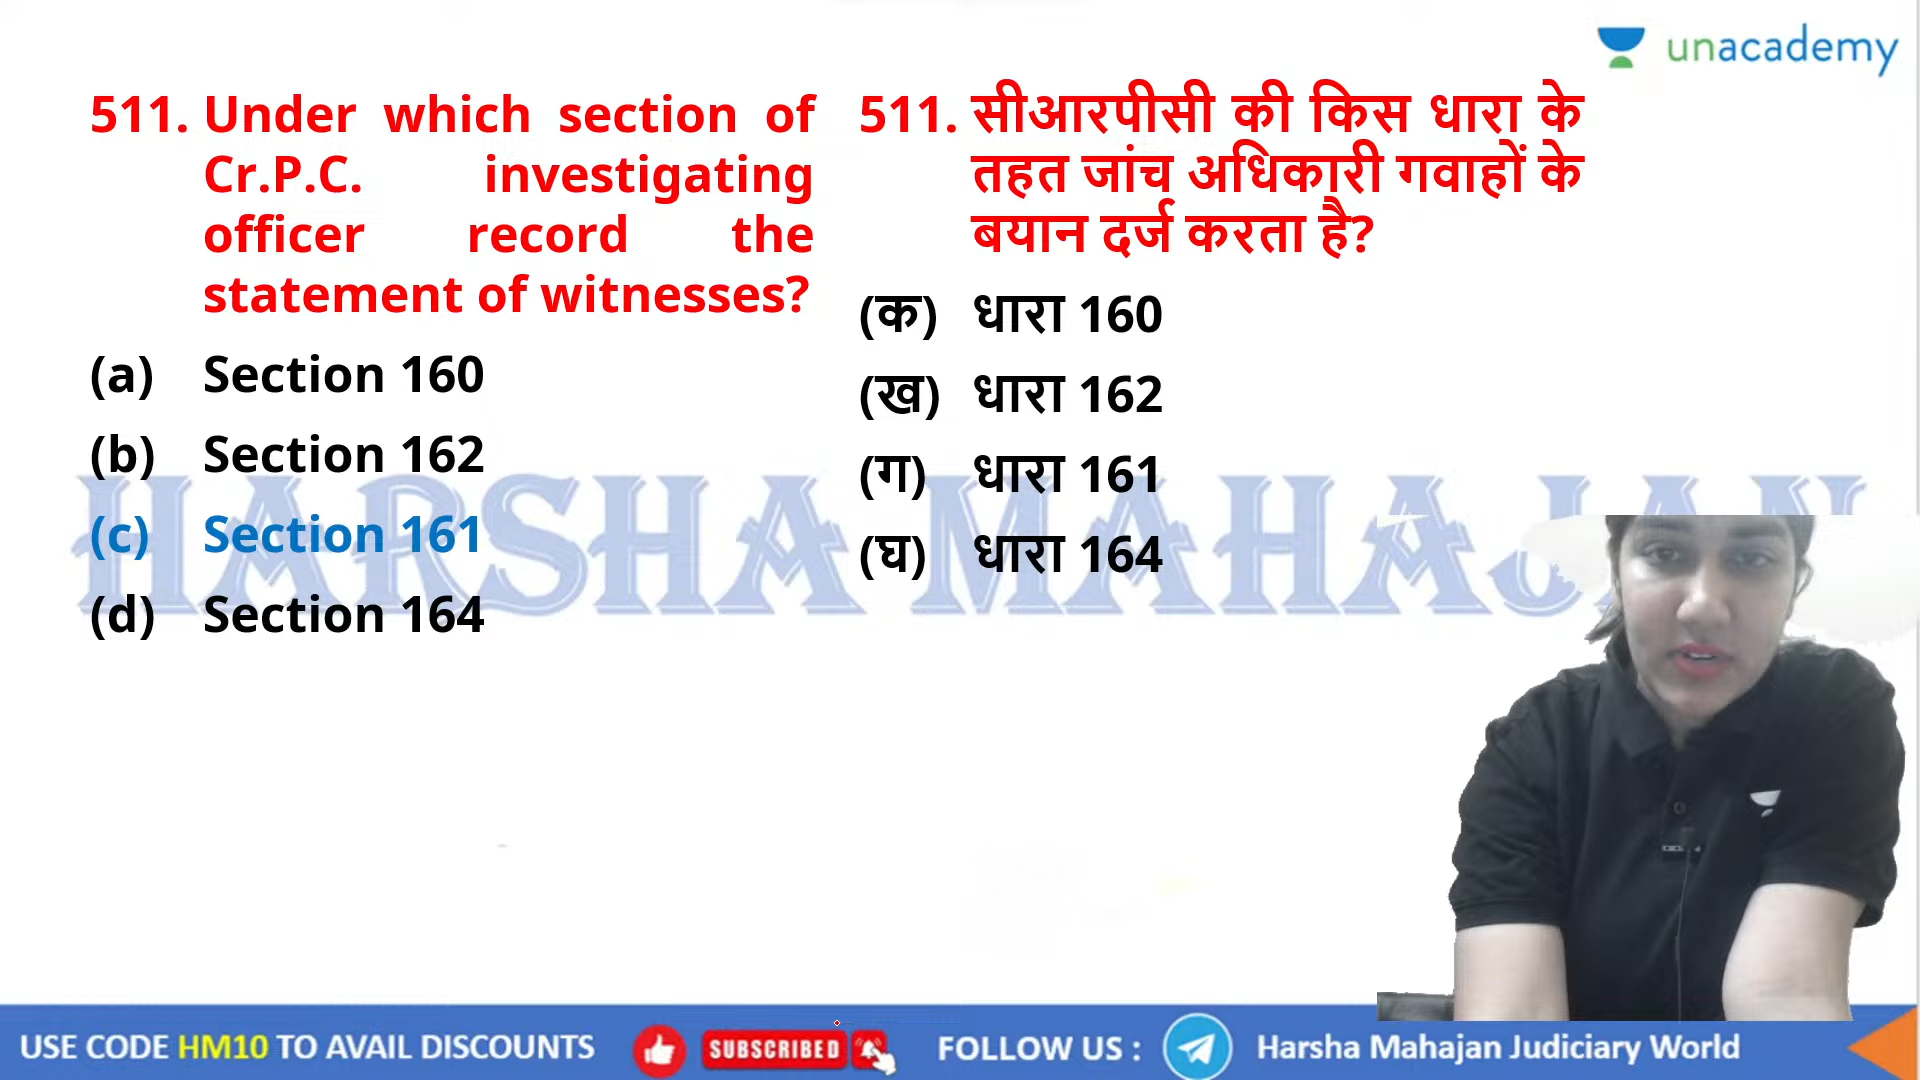 unacademy
511. Under which section of
Cr.P.C. investigating
officer record the
statement of witnesses?
(a) Section 160
(b) Section 162
(c) Section 161
(d) Section 164
511. सीआरपीसी की किस धारा के
तहत जांच अधिकारी गवाहों के
बयान दर्ज करता है?
(क) धारा 160
(ख) धारा 162
(ग) धारा 161
(घ) धारा 164
HARSHA MAHAJAN
USE CODE HM10 TO AVAIL DISCOUNTS
SUBSCRIBED
FOLLOW US :
Harsha Mahajan Judiciary World